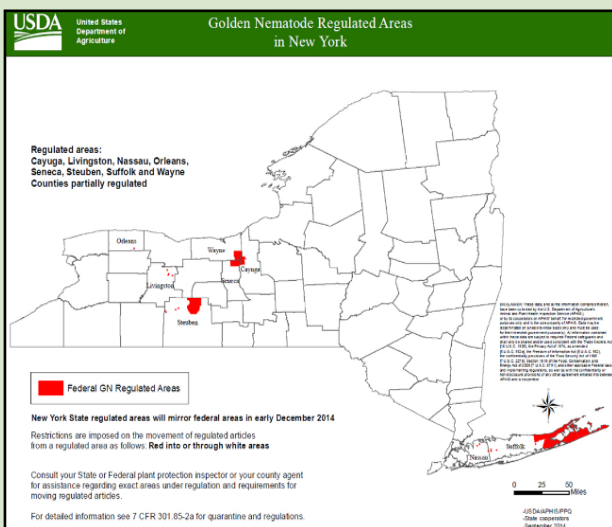 USDA
United States
Department of
Agriculture
Golden Nematode Regulated Areas
in New York
Regulated areas:
Cayuga, Livingston, Nassau, Orleans,
Seneca, Steuben, Suffolk and Wayne
Counties partially regulated
Orleans
Wayne
Cayuga
Seneca
Livingston
Steuben
Federal GN Regulated Areas
New York State regulated areas will mirror federal areas in early December 2014
Restrictions are imposed on the movement of regulated articles
from a regulated area as follows: Red into or through white areas
Consult your State or Federal plant protection inspector or your county agent
for assistance regarding exact areas under regulation and requirements for
moving regulated articles.
For detailed information see 7 CFR 301.85-2a for quarantine and regulations.
Suffolk
Nassau
0 25 50
Miles
-USDA/APHIS/PPQ
-State cooperators
-September 2014